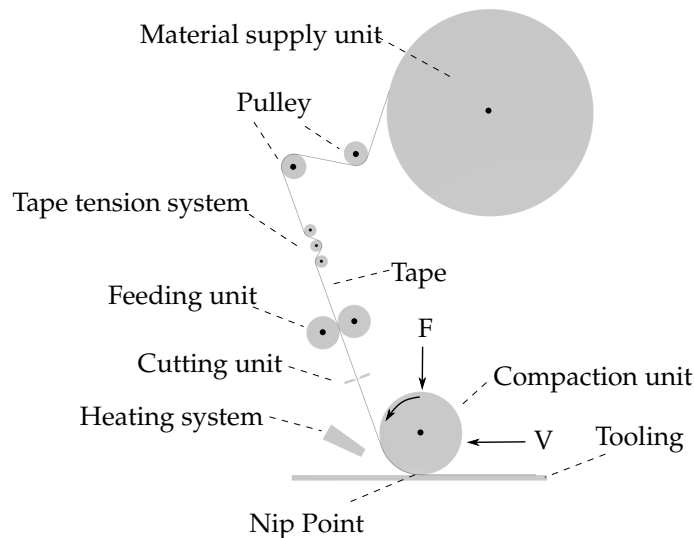 Material supply unit
Pulley
Tape tension system
Tape
Feeding unit
F
Cutting unit
Compaction unit
Heating system
V
Tooling
Nip Point